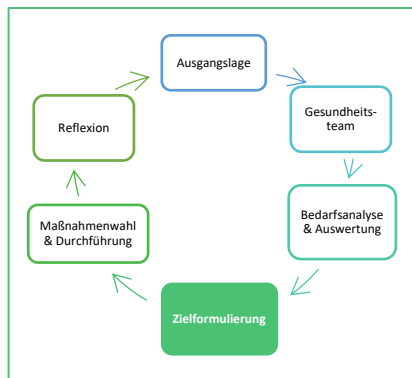 Ausgangslage
Gesundheits-
team
Bedarfsanalyse
& Auswertung
Zielformulierung
Maßnahmenwahl
& Durchführung
Reflexion